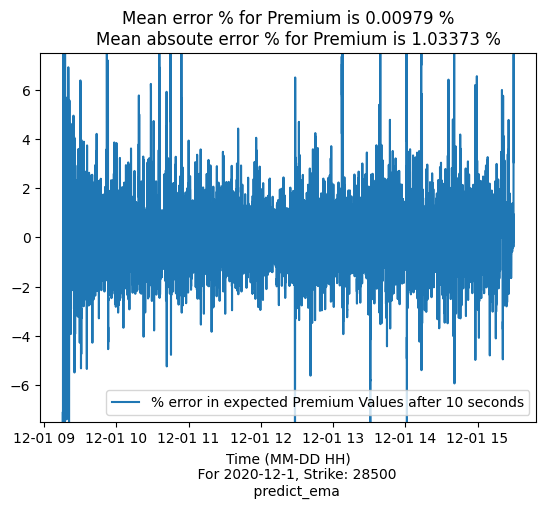 Mean error % for Premium is 0.00979 %
Mean absoute error % for Premium is 1.03373 %
6
4
2
0
−2
−4
−6
% error in expected Premium Values after 10 seconds
12-01 09 12-01 10 12-01 11 12-01 12 12-01 13 12-01 14 12-01 15
Time (MM-DD HH)
For 2020-12-1, Strike: 28500
predict_ema